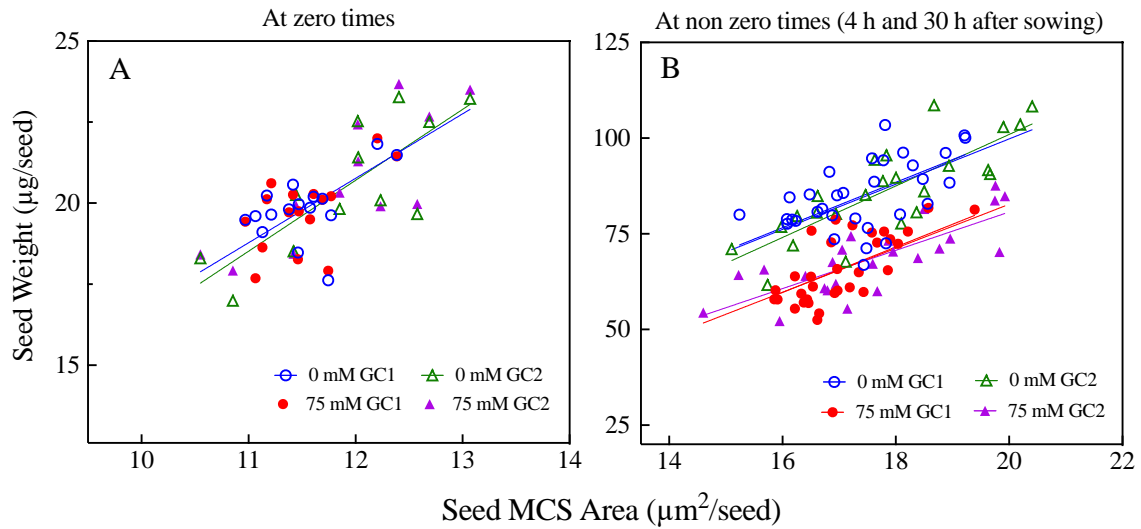 At zero times
At non zero times (4 h and 30 h after sowing)
A
B
Seed Weight (µg/seed)
25
20
15
10
11
12
13
14
125
100
75
50
25
14
16
18
20
22
0 mM GC1
0 mM GC2
75 mM GC1
75 mM GC2
0 mM GC1
0 mM GC2
75 mM GC1
75 mM GC2
Seed MCS Area (µm²/seed)